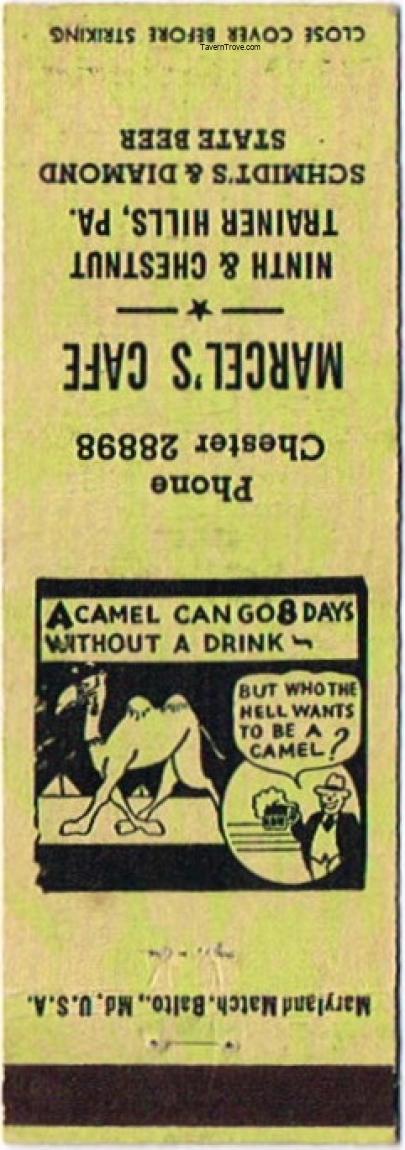 CLOSE COVER BEFORE STRIKING
TavernTrove.com
Phone
Chester 28898
MARCEL'S CAFE
NINTH & CHESTNUT
TRAINER HILLS, PA.
SCHMIDT'S & DIAMOND
STATE BEER
A CAMEL CAN GO 8 DAYS
WITHOUT A DRINK ~
BUT WHO THE
HELL WANTS
TO BE A
CAMEL?
Maryland Match. Balto., Md, U.S.A.